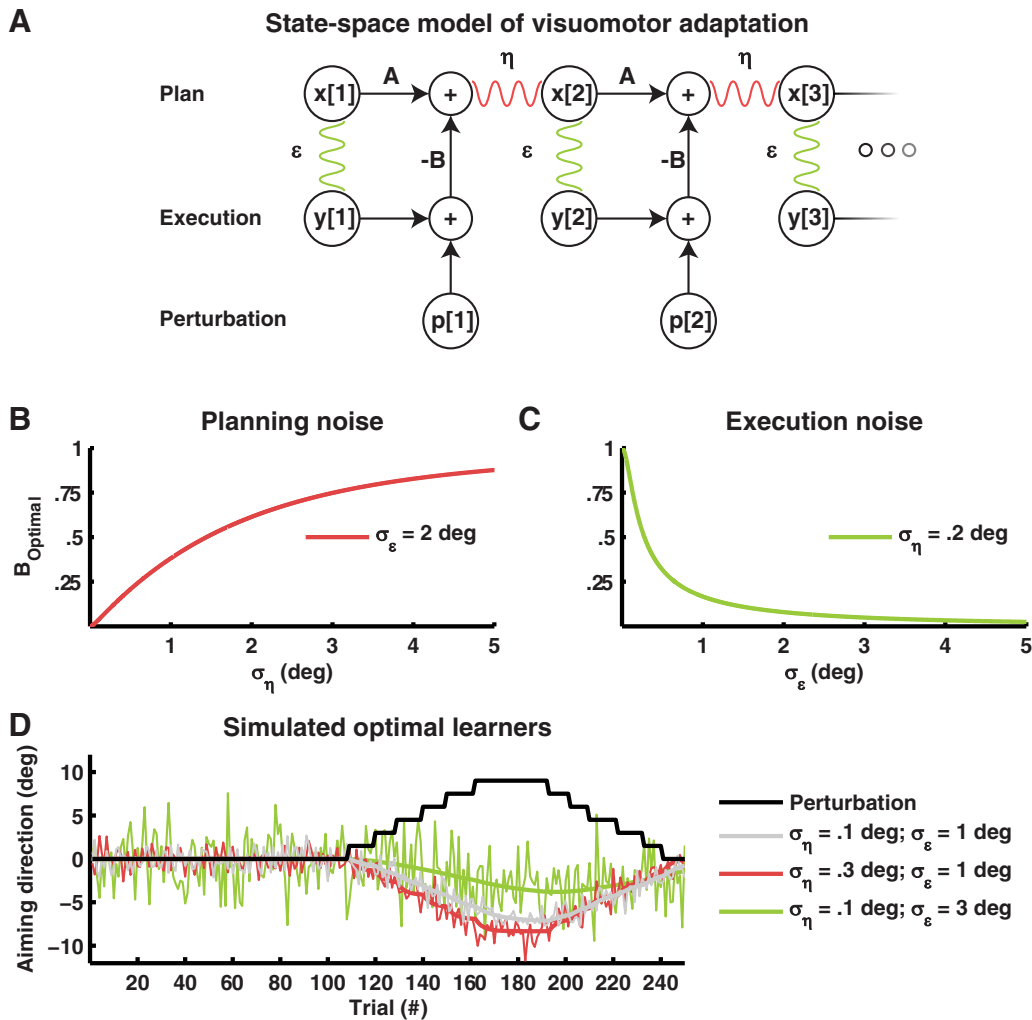 A
State-space model of visuomotor adaptation
η η
Plan x[1] A + x[2] A + x[3]
ε -B ε -B ε
Execution y[1] + y[2] + y[3]
Perturbation p[1] p[2]
B
Planning noise
1
.75
.5
.25
B Optimal
σε = 2 deg
1 2 3 4 5
ση (deg)
C
Execution noise
1
.75
.5
.25
ση = .2 deg
1 2 3 4 5
σε (deg)
D
Simulated optimal learners
Aiming direction (deg)
10
5
0
−5
−10
20 40 60 80 100 120 140 160 180 200 220 240
Trial (#)
Perturbation
ση = .1 deg; σε = 1 deg
ση = .3 deg; σε = 1 deg
ση = .1 deg; σε = 3 deg